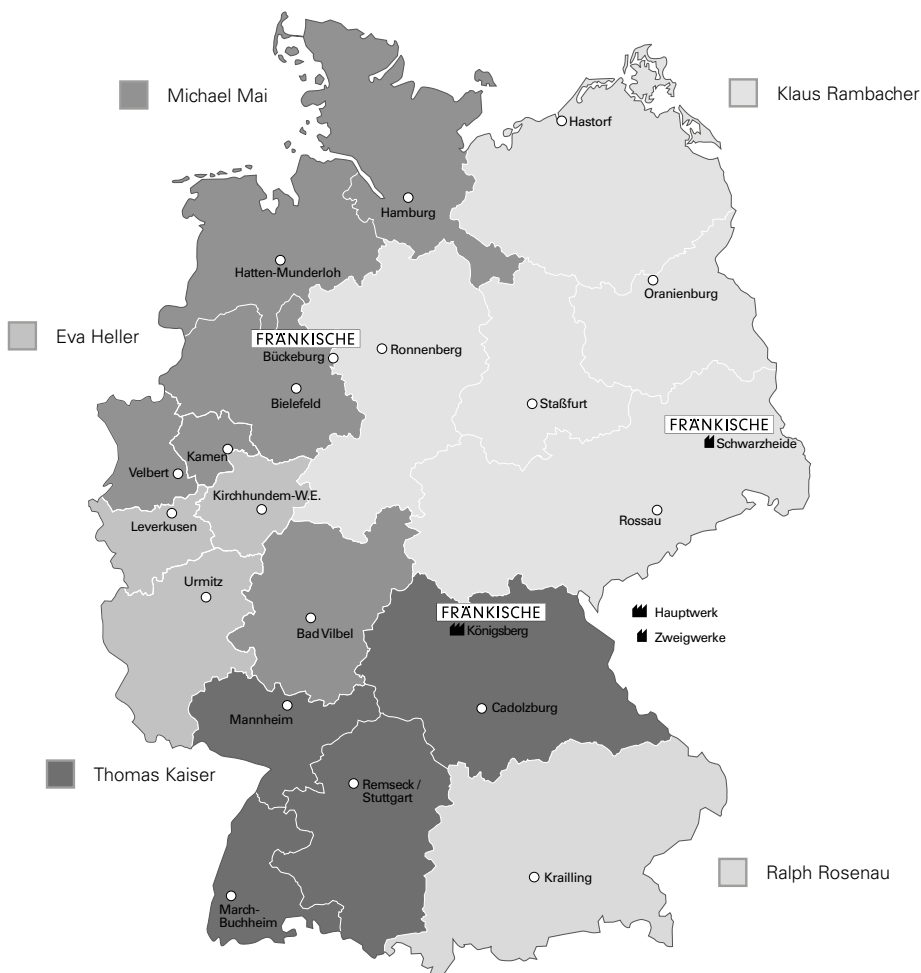 Michael Mai
Klaus Rambacher
Hastorf
Hamburg
Hatten-Munderloh
Oranienburg
Eva Heller
FRÄNKISCHE
Bückeburg
Ronnenberg
Bielefeld
Staßfurt
FRÄNKISCHE
Schwarzheide
Kamen
Velbert
Kirchhundem-W.E.
Leverkusen
Rossau
Urmitz
FRÄNKISCHE
Königsberg
Hauptwerk
Bad Vilbel
Zweigwerke
Cadolzburg
Mannheim
Thomas Kaiser
Remseck /
Stuttgart
Krailling
Ralph Rosenau
March-
Buchheim